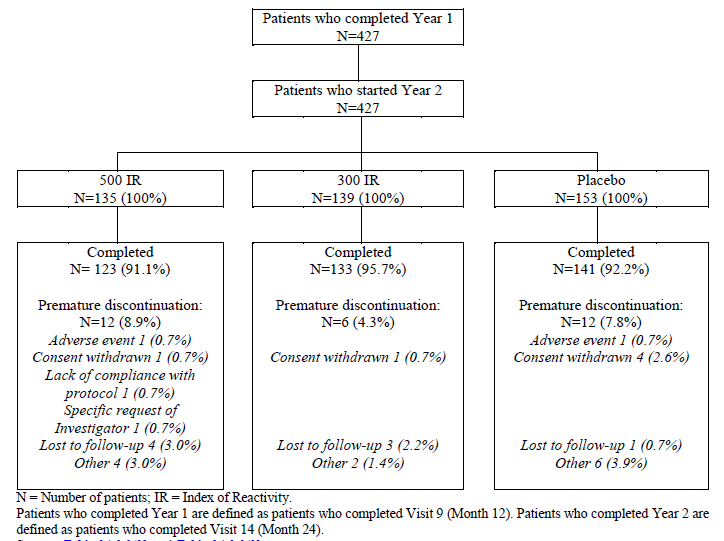 Patients who completed Year 1
N=427
Patients who started Year 2
N=427
500 IR
N=135 (100%)
300 IR
N=139 (100%)
Placebo
N=153 (100%)
Completed
N= 123 (91.1%)
Premature discontinuation:
N=12 (8.9%)
Adverse event 1 (0.7%)
Consent withdrawn 1 (0.7%)
Lack of compliance with
protocol 1 (0.7%)
Specific request of
Investigator 1 (0.7%)
Lost to follow-up 4 (3.0%)
Other 4 (3.0%)
Completed
N=133 (95.7%)
Premature discontinuation:
N=6 (4.3%)
Consent withdrawn 1 (0.7%)
Lost to follow-up 3 (2.2%)
Other 2 (1.4%)
Completed
N=141 (92.2%)
Premature discontinuation:
N=12 (7.8%)
Adverse event 1 (0.7%)
Consent withdrawn 4 (2.6%)
Lost to follow-up 1 (0.7%)
Other 6 (3.9%)
N = Number of patients; IR = Index of Reactivity.
Patients who completed Year 1 are defined as patients who completed Visit 9 (Month 12). Patients who completed Year 2 are
defined as patients who completed Visit 14 (Month 24).